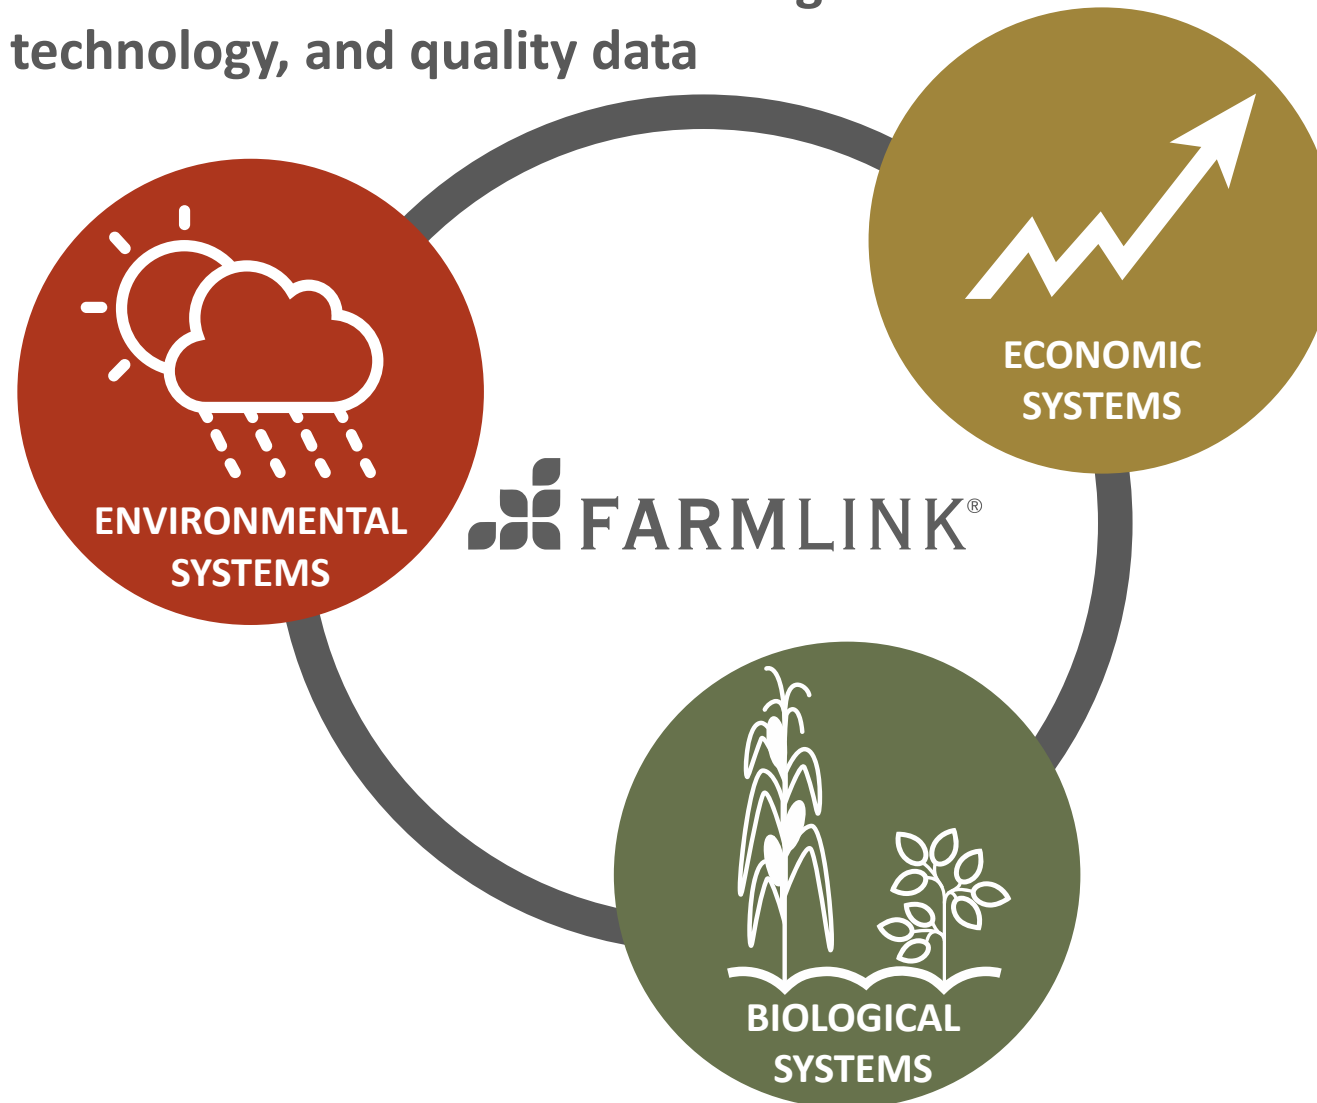 technology, and quality data
ECONOMIC
SYSTEMS
ENVIRONMENTAL
SYSTEMS
FARMLINK®
BIOLOGICAL
SYSTEMS